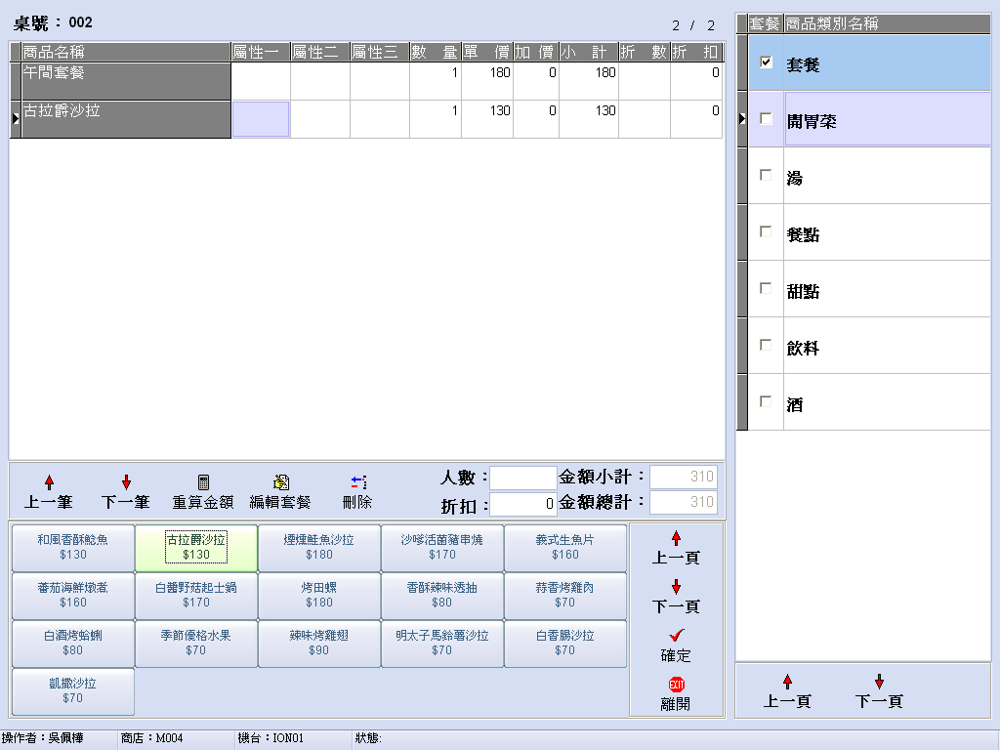 桌號：002
2 / 2
商品名稱 屬性一 屬性二 屬性三 數 量 單 價 加 價 小 計 折 數 折 扣
午間套餐 1 180 0 180 0
古拉爵沙拉 1 130 0 130 0
套餐 商品類別名稱
套餐
開胃菜
湯
餐點
甜點
飲料
酒
上一筆 下一筆 重算金額 編輯套餐 刪除
人數：
金額小計： 310
折扣： 0
金額總計： 310
和風香酥鯰魚
$130
古拉爵沙拉
$130
煙燻鮭魚沙拉
$180
沙嗲活菌豬串燒
$170
義式生魚片
$160
蕃茄海鮮燉煮
$160
白醬野菇起士鍋
$170
烤田螺
$180
香酥辣味透抽
$80
蒜香烤雞肉
$70
白酒烤蛤蜊
$80
季節優格水果
$70
辣味烤雞翅
$90
明太子馬鈴薯沙拉
$70
白香腸沙拉
$70
凱撒沙拉
$70
上一頁
下一頁
確定
EXIT
離開
上一頁 下一頁
操作者：吳佩樺 商店：M004 機台：ION01 狀態: